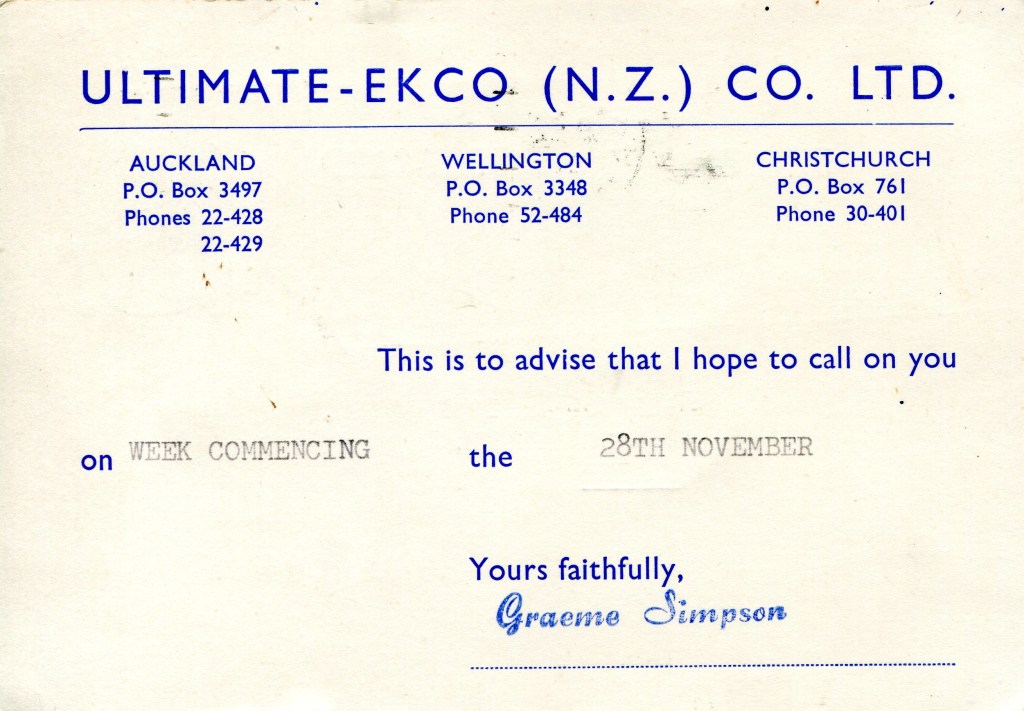 ULTIMATE-EKCO (N.Z.) CO. LTD.
AUCKLAND
P.O. Box 3497
Phones 22-428
22-429
WELLINGTON
P.O. Box 3348
Phone 52-484
CHRISTCHURCH
P.O. Box 761
Phone 30-401
This is to advise that I hope to call on you
on WEEK COMMENCING the 28TH NOVEMBER
Yours faithfully,
Graeme Simpson